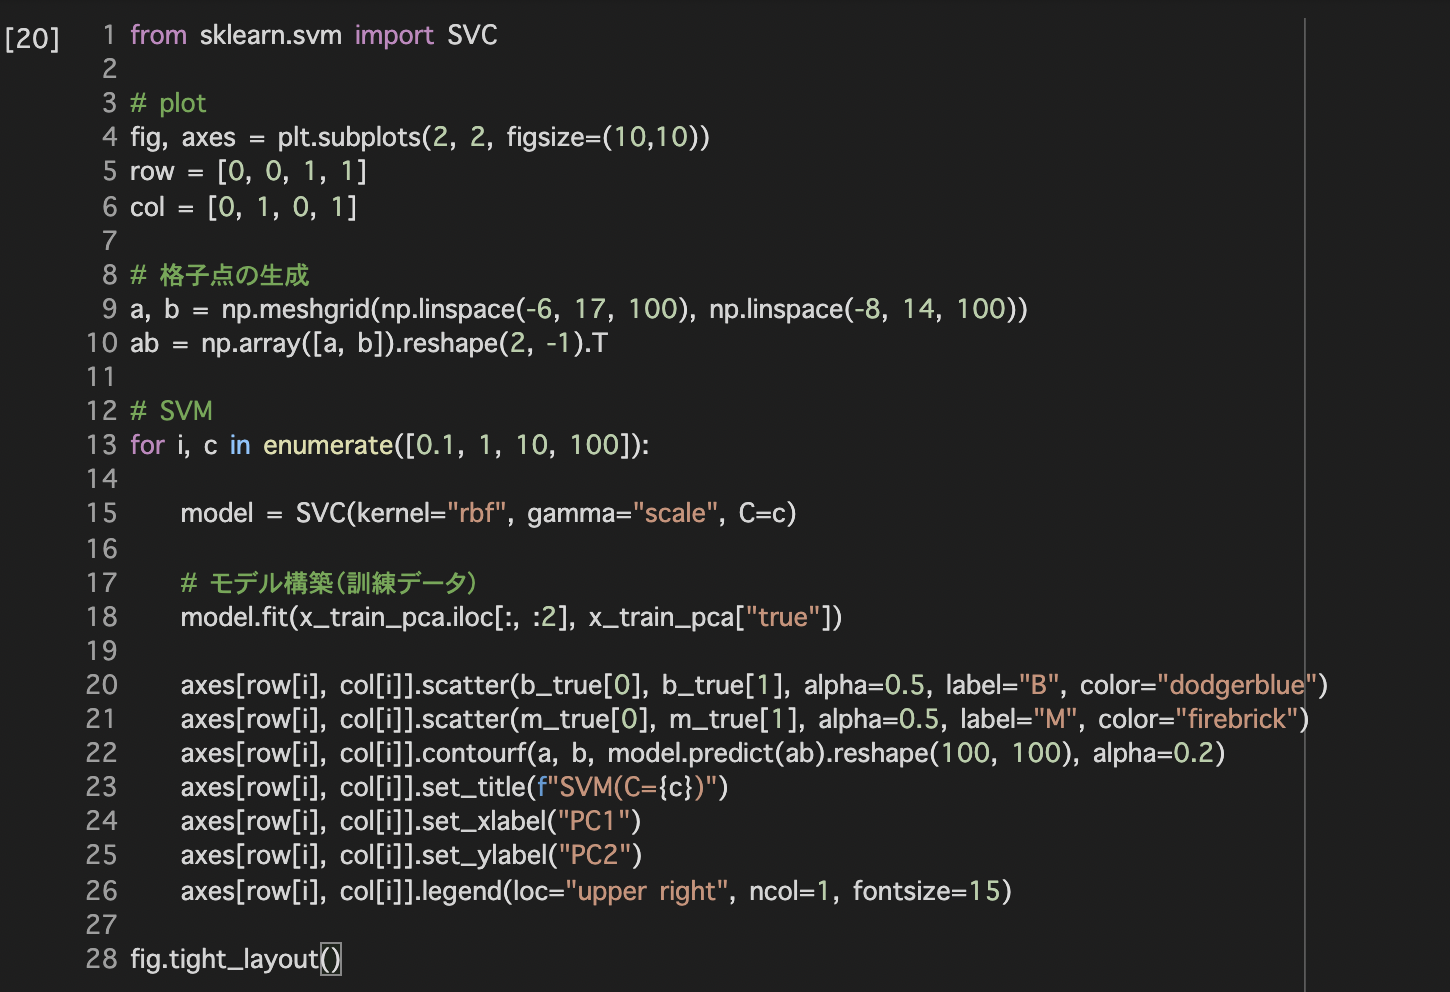 [20]
1 from sklearn.svm import SVC
2
3 # plot
4 fig, axes = plt.subplots(2, 2, figsize=(10,10))
5 row = [0, 0, 1, 1]
6 col = [0, 1, 0, 1]
7
8 # 格子点の生成
9 a, b = np.meshgrid(np.linspace(-6, 17, 100), np.linspace(-8, 14, 100))
10 ab = np.array([a, b]).reshape(2, -1).T
11
12 # SVM
13 for i, c in enumerate([0.1, 1, 10, 100]):
14
15     model = SVC(kernel="rbf", gamma="scale", C=c)
16
17     # モデル構築(訓練データ)
18     model.fit(x_train_pca.iloc[:, :2], x_train_pca["true"])
19
20     axes[row[i], col[i]].scatter(b_true[0], b_true[1], alpha=0.5, label="B", color="dodgerblue")
21     axes[row[i], col[i]].scatter(m_true[0], m_true[1], alpha=0.5, label="M", color="firebrick")
22     axes[row[i], col[i]].contourf(a, b, model.predict(ab).reshape(100, 100), alpha=0.2)
23     axes[row[i], col[i]].set_title(f"SVM(C={c})")
24     axes[row[i], col[i]].set_xlabel("PC1")
25     axes[row[i], col[i]].set_ylabel("PC2")
26     axes[row[i], col[i]].legend(loc="upper right", ncol=1, fontsize=15)
27
28 fig.tight_layout()